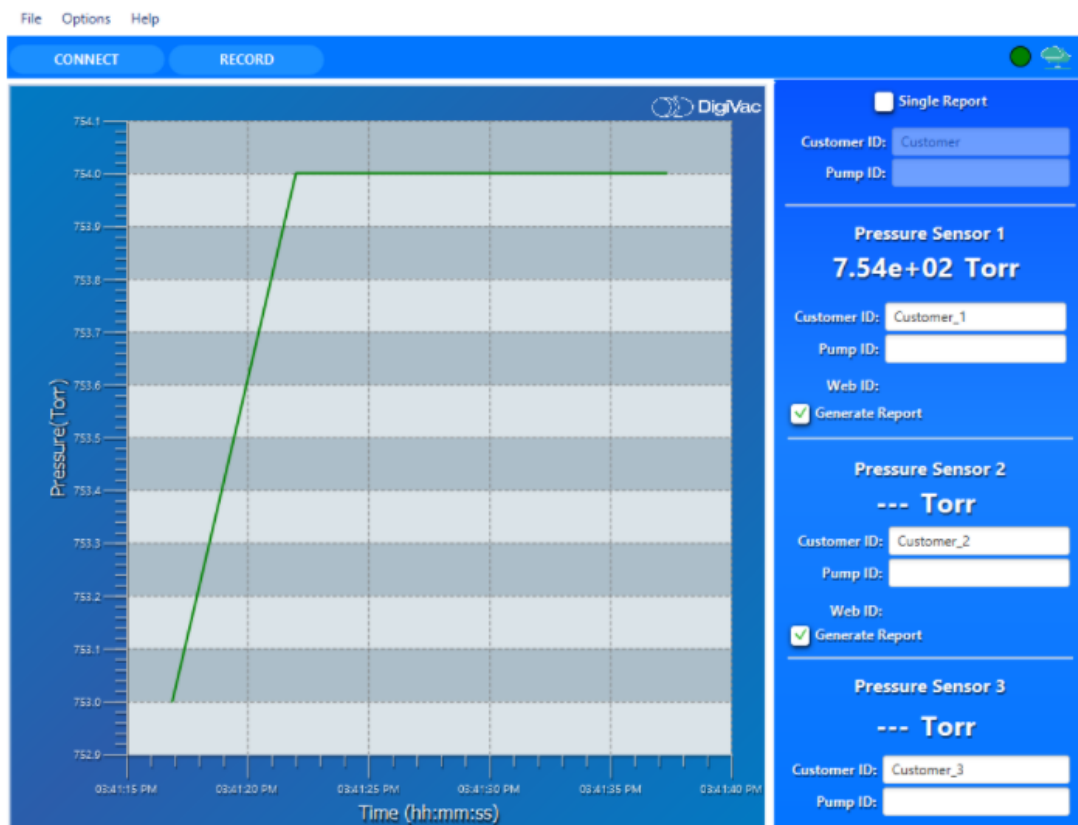 File Options Help
CONNECT RECORD
DigiVac
754.1
754.0
753.9
753.8
753.7
753.6
753.5
753.4
753.3
753.2
753.1
753.0
752.9
Pressure(Torr)
03:41:15 PM 03:41:20 PM 03:41:25 PM 03:41:30 PM 03:41:35 PM 03:41:40 PM
Time (hh:mm:ss)
Single Report
Customer ID: Customer
Pump ID:
Pressure Sensor 1
7.54e+02 Torr
Customer ID: Customer_1
Pump ID:
Web ID:
Generate Report
Pressure Sensor 2
--- Torr
Customer ID: Customer_2
Pump ID:
Web ID:
Generate Report
Pressure Sensor 3
--- Torr
Customer ID: Customer_3
Pump ID: